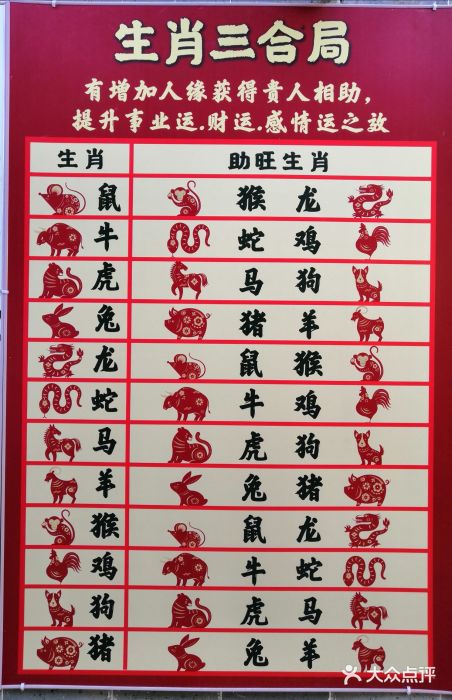 生肖三合局
有增加人缘获得贵人相助，
提升事业运.财运.感情运之效
生肖 助旺生肖
鼠 猴 龙
牛 蛇 鸡
虎 马 狗
兔 猪 羊
龙 鼠 猴
蛇 牛 鸡
马 虎 狗
羊 兔 猪
猴 鼠 龙
鸡 牛 蛇
狗 虎 马
猪 兔 羊
大众点评